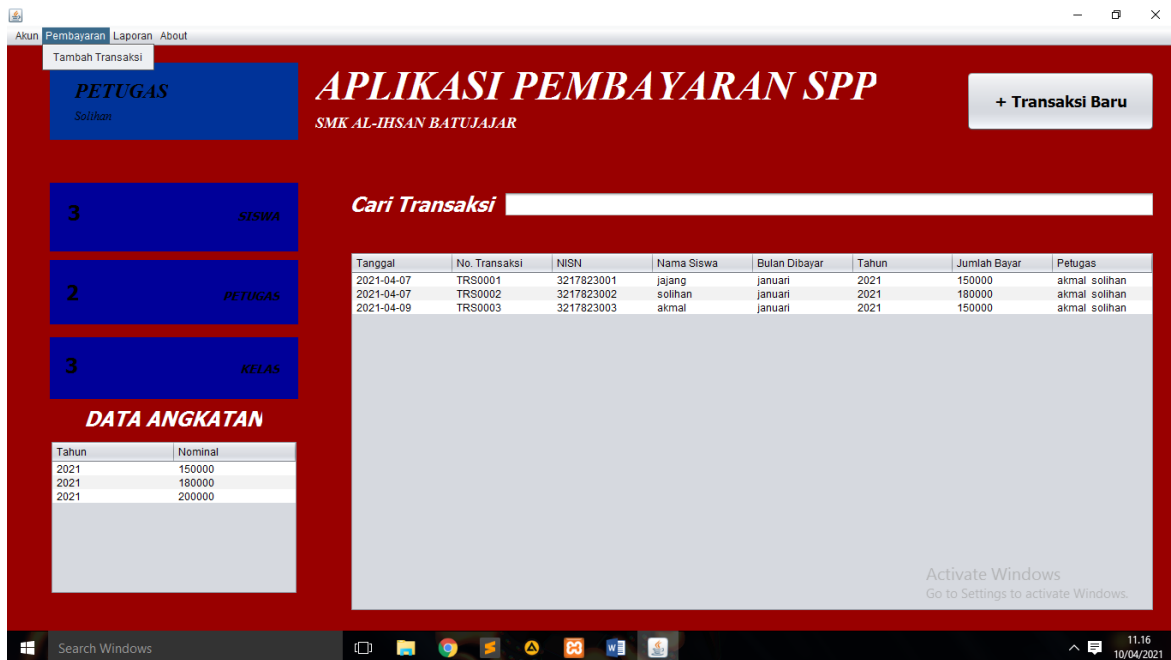 Akun Pembayaran Laporan About
Tambah Transaksi
PETUGAS
Solihan
APLIKASI PEMBAYARAN SPP
SMK AL-IHSAN BATUJAJAR
+ Transaksi Baru
3 SISWA
2 PETUGAS
3 KELAS
DATA ANGKATAN
Tahun Nominal
2021 150000
2021 180000
2021 200000
Cari Transaksi
Tanggal No. Transaksi NISN Nama Siswa Bulan Dibayar Tahun Jumlah Bayar Petugas
2021-04-07 TRS0001 3217823001 jajang januari 2021 150000 akmal solihan
2021-04-07 TRS0002 3217823002 solihan januari 2021 180000 akmal solihan
2021-04-09 TRS0003 3217823003 akmal januari 2021 150000 akmal solihan
Activate Windows
Go to Settings to activate Windows.
Search Windows
11.16
10/04/2021